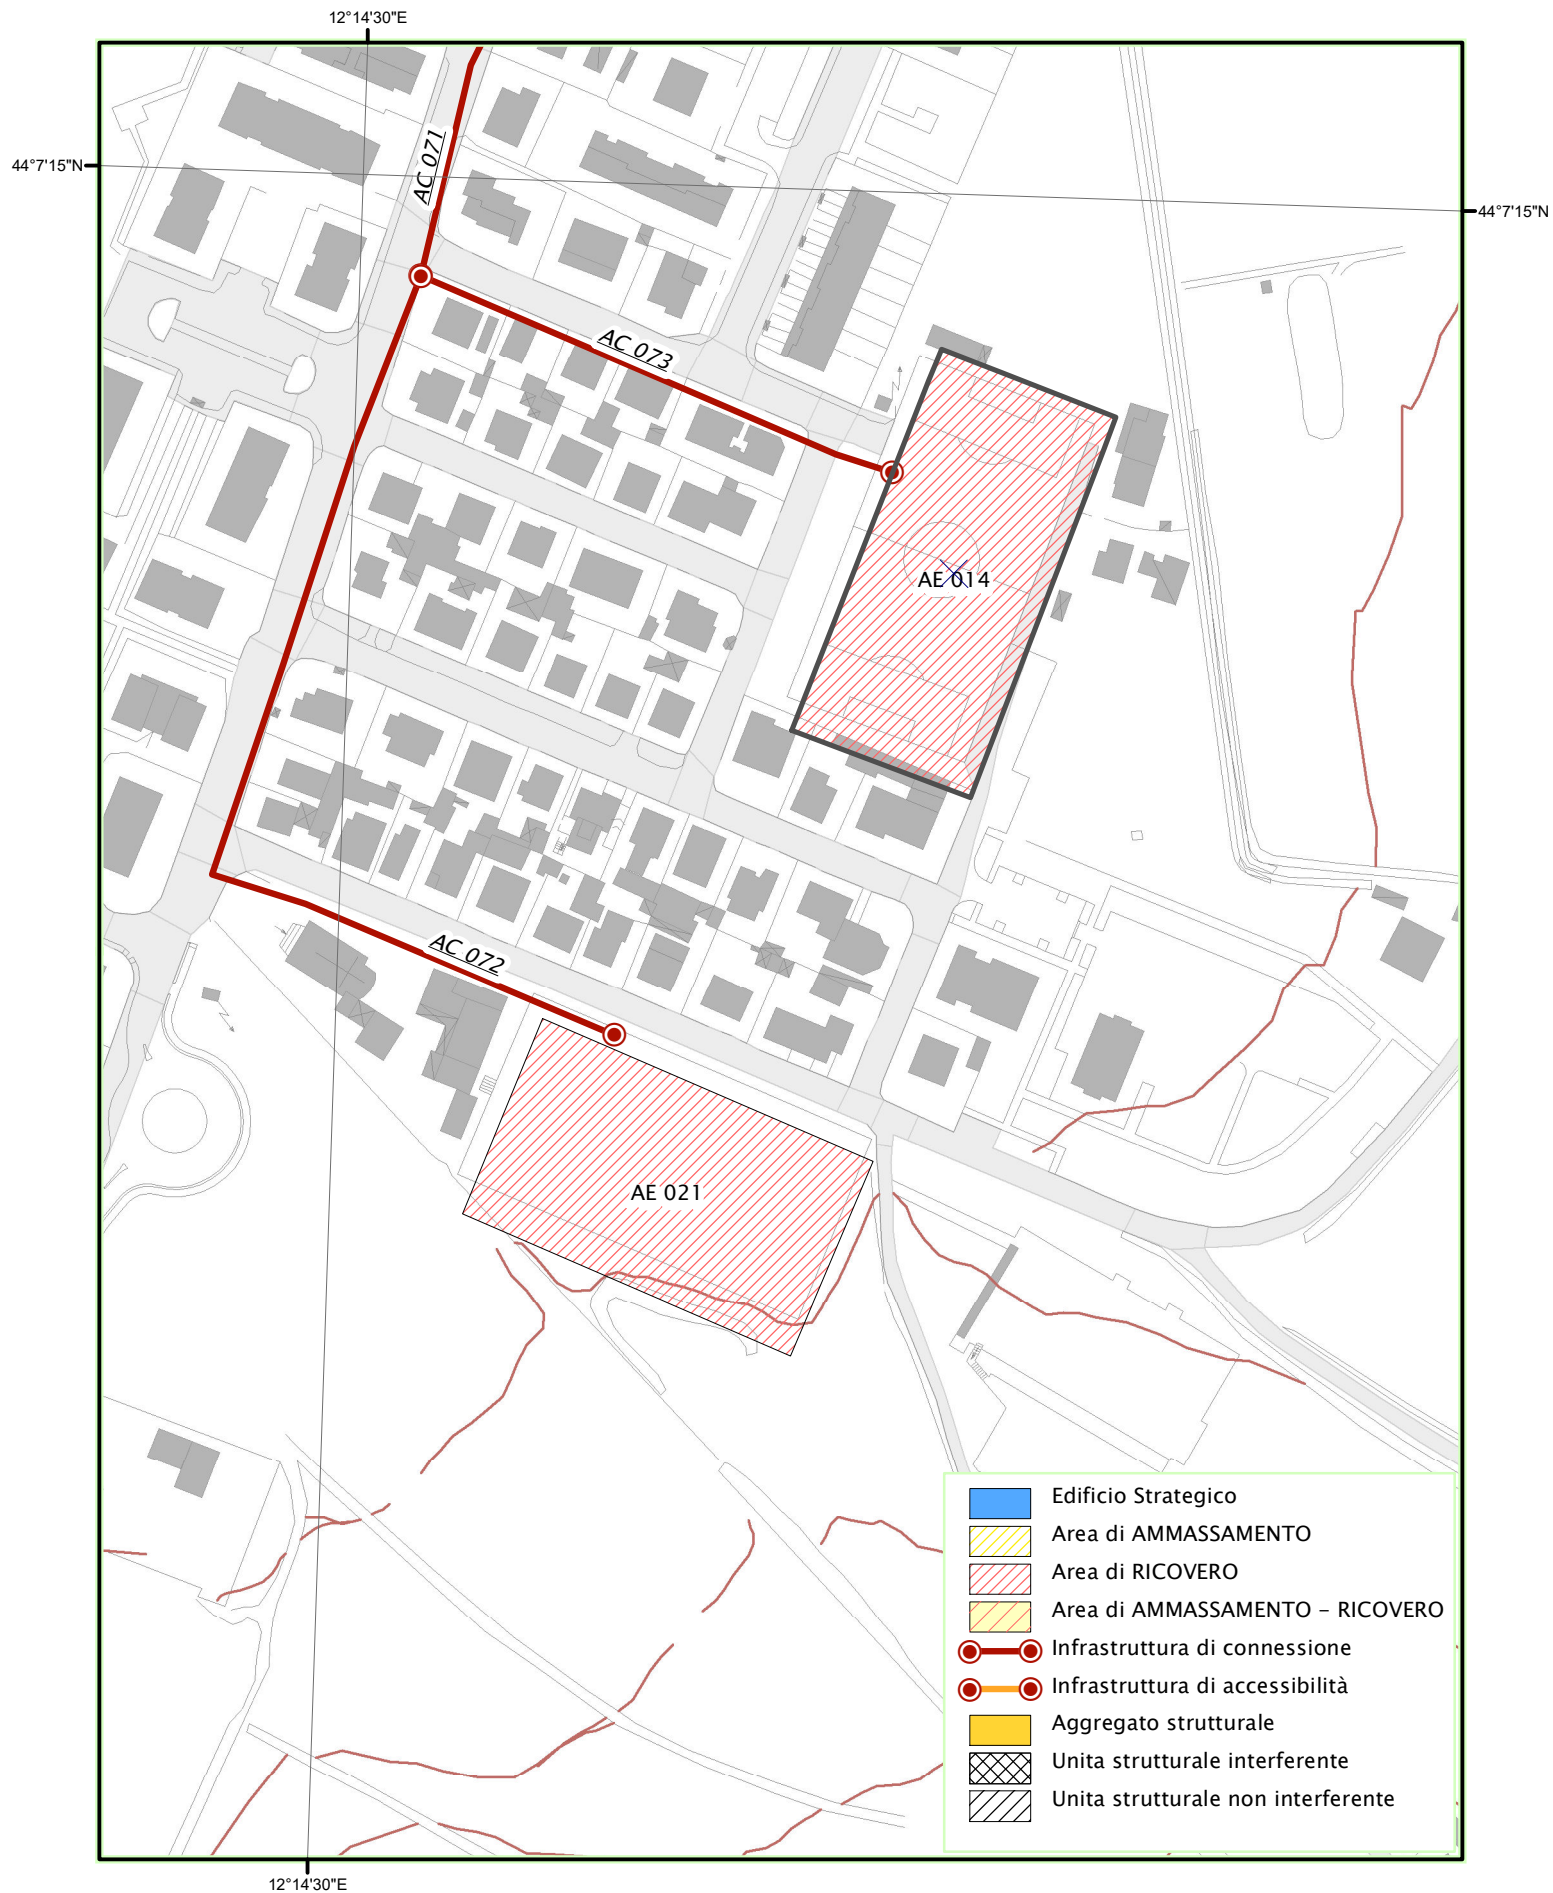 12°14'30"E
44°7'15"N
44°7'15"N
AC 071
AC 073
AE 014
AC 072
AE 021
Edificio Strategico
Area di AMMASSAMENTO
Area di RICOVERO
Area di AMMASSAMENTO – RICOVERO
Infrastruttura di connessione
Infrastruttura di accessibilità
Aggregato strutturale
Unita strutturale interferente
Unita strutturale non interferente
12°14'30"E